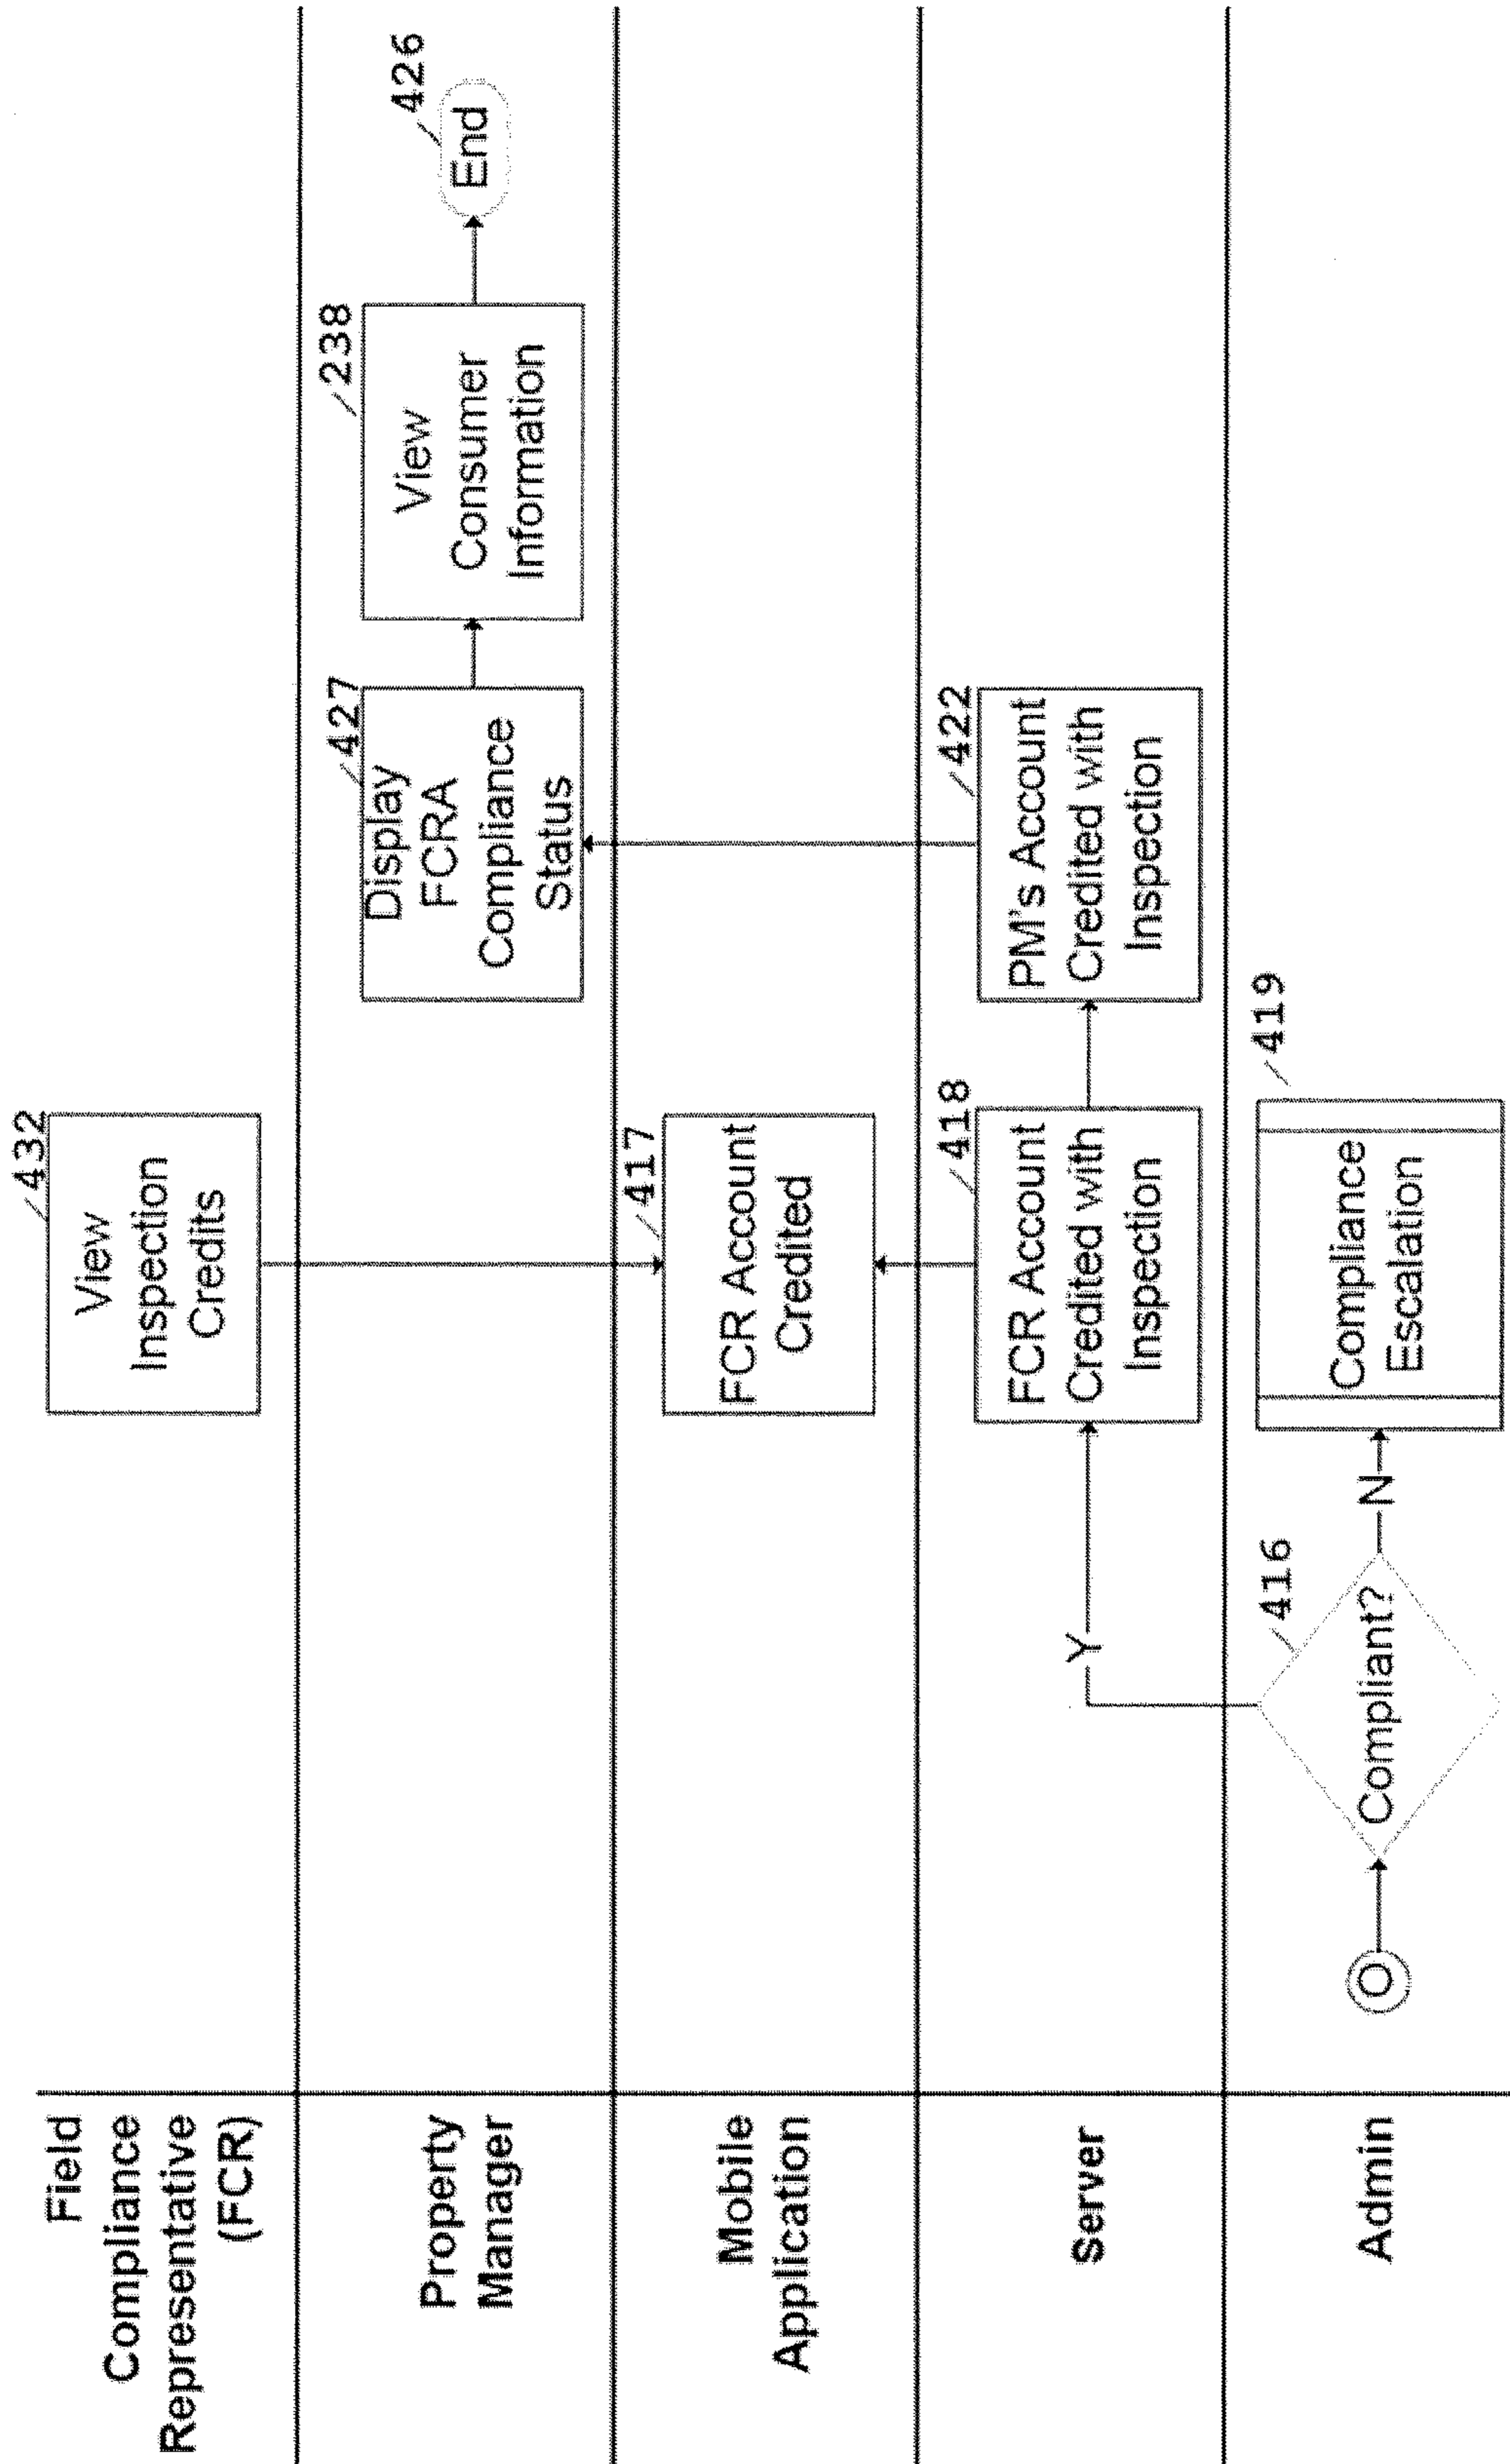 Field
Compliance
Representative
(FCR)
432
View
Inspection
Credits
Property
Manager
427
Display
FCRA
Compliance
Status
238
View
Consumer
Information
426
End
Mobile
Application
417
FCR Account
Credited
Server
Y
418
FCR Account
Credited with
Inspection
422
PM's Account
Credited with
Inspection
Admin
O
416
Compliant?
N
419
Compliance
Escalation